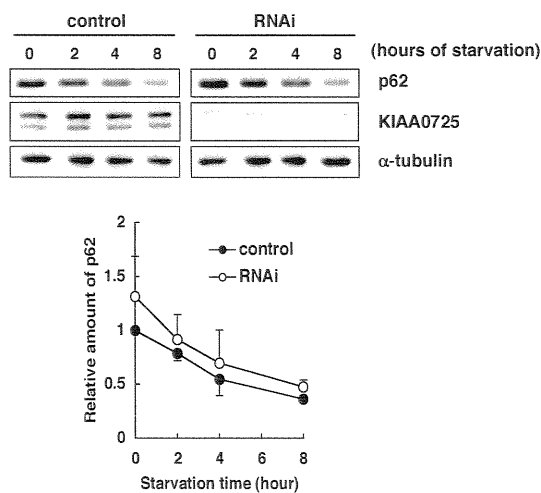 control RNAi
0 2 4 8 0 2 4 8 (hours of starvation)
p62
KIAA0725
α-tubulin
2
1.5
1
0.5
0
Relative amount of p62
control
RNAi
0 2 4 6 8
Starvation time (hour)